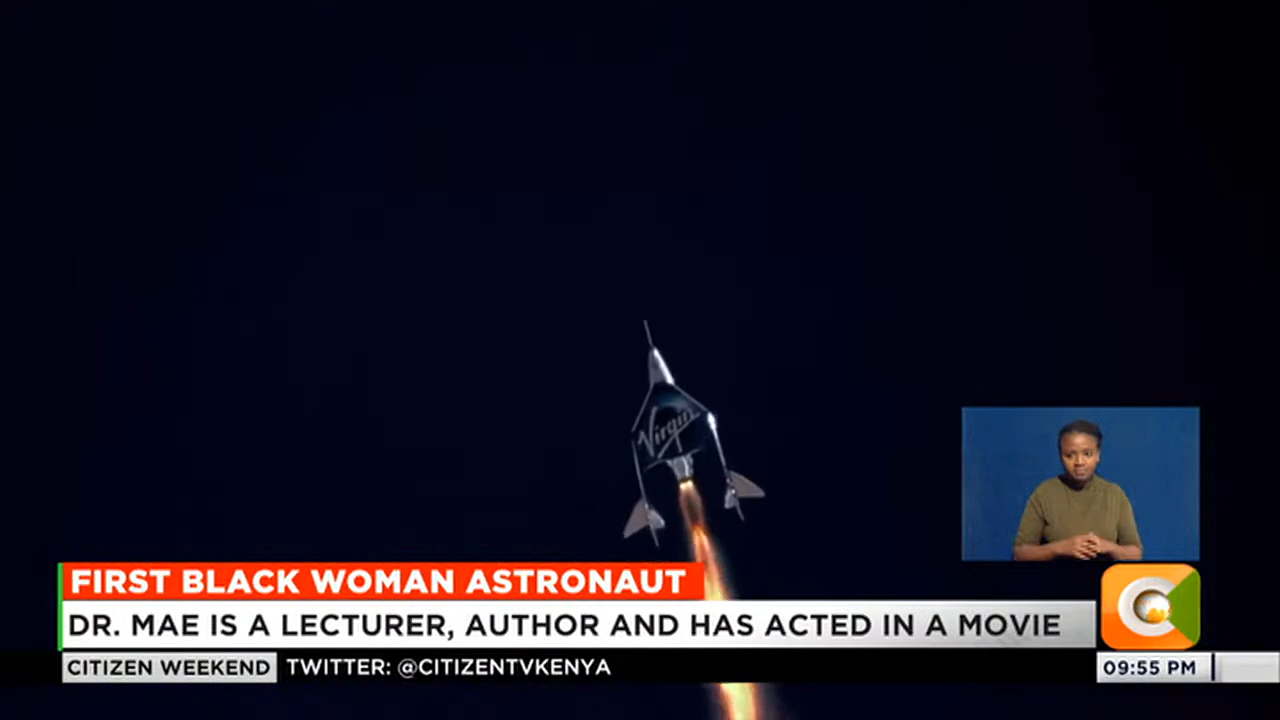 Virgin
FIRST BLACK WOMAN ASTRONAUT
DR. MAE IS A LECTURER, AUTHOR AND HAS ACTED IN A MOVIE
CITIZEN WEEKEND TWITTER: @CITIZENTVKENYA
09:55 PM